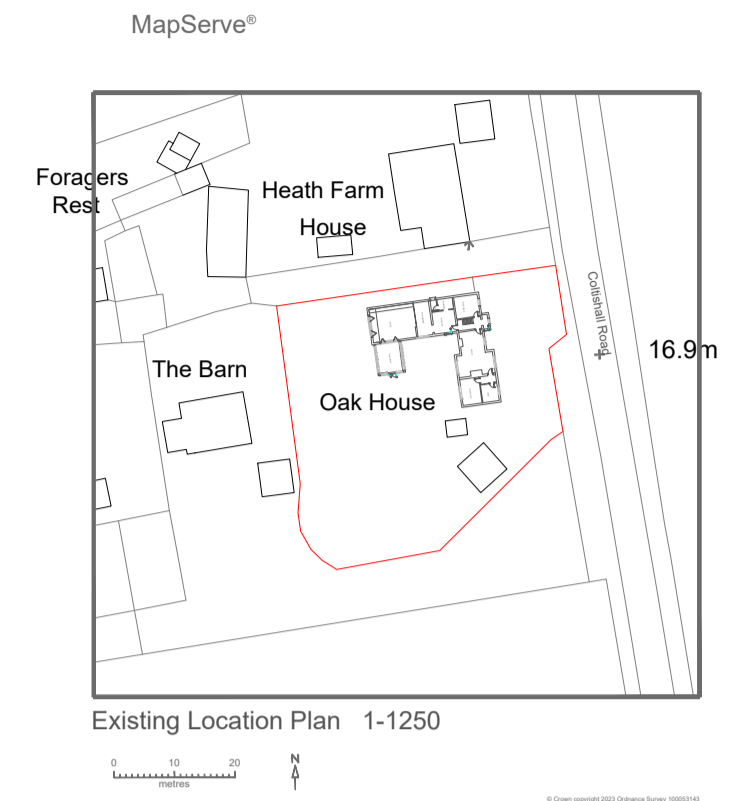 MapServe®
Foragers
Rest
Heath Farm
House
Coltishall Road
16.9m
The Barn
Oak House
Existing Location Plan 1-1250
0 10 20
metres
N
© Crown copyright 2023 Ordnance Survey 100053143